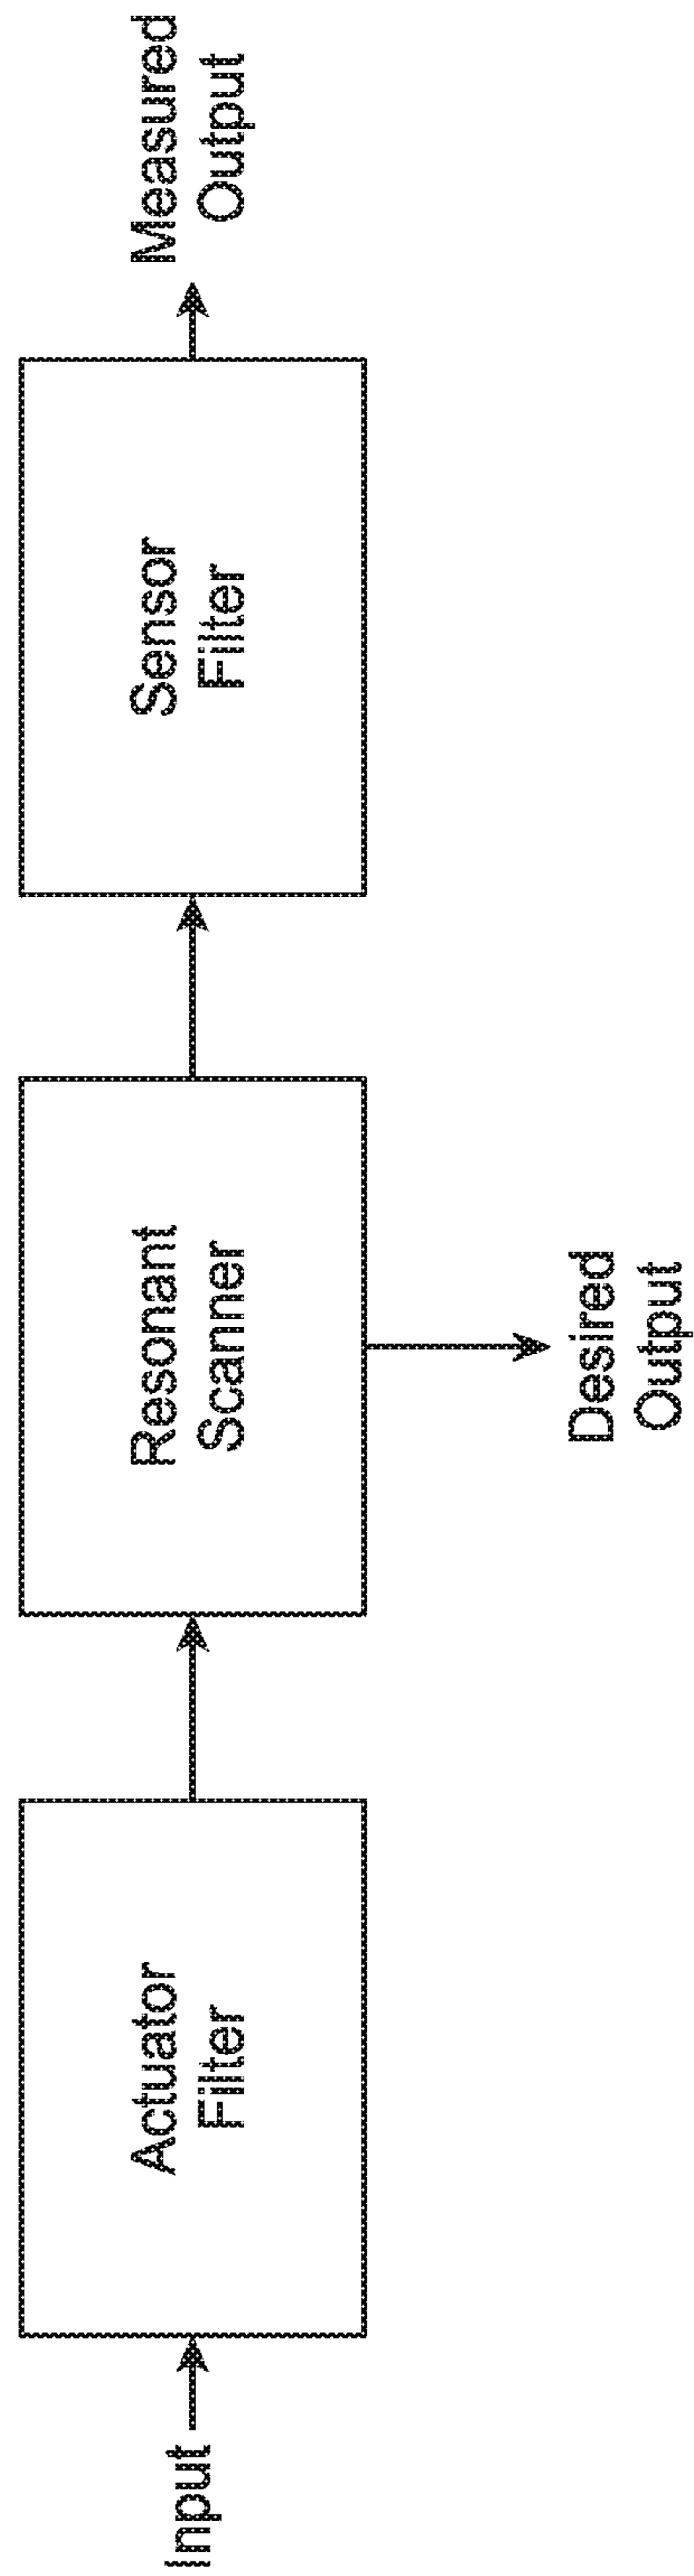 Input
Actuator
Filter
Resonant
Scanner
Desired
Output
Sensor
Filter
Measured
Output